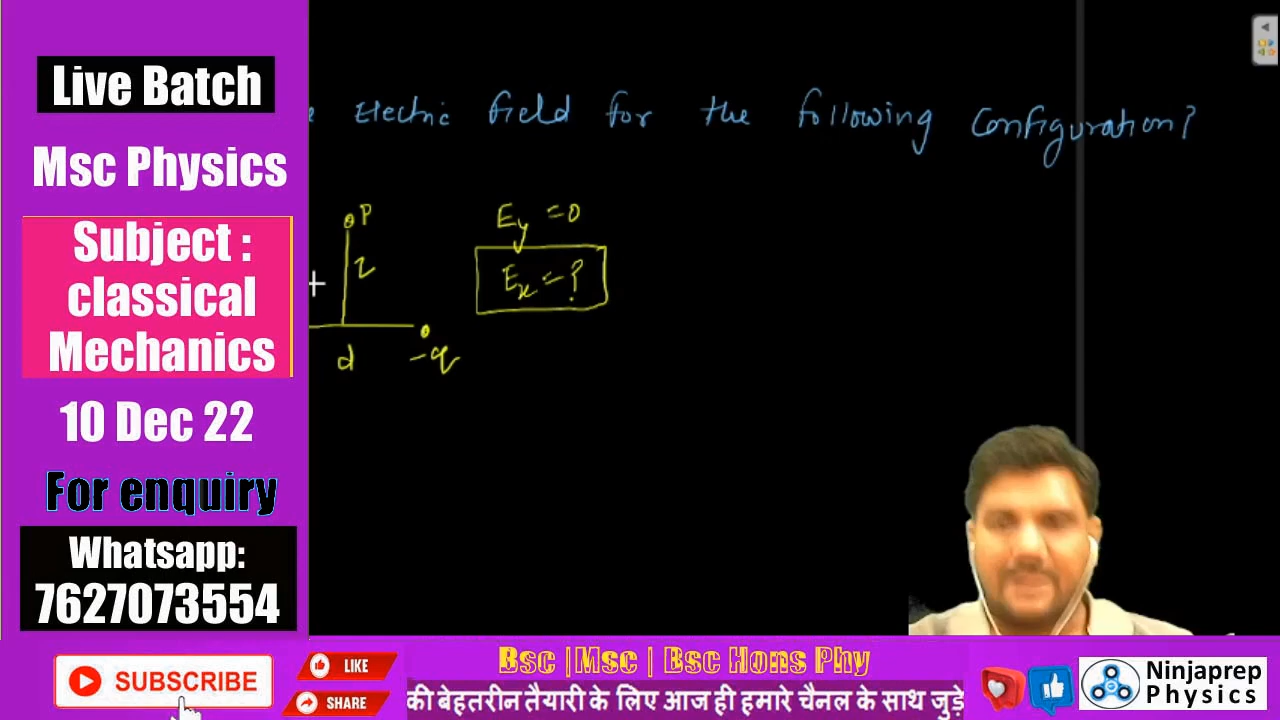 Live Batch
Msc Physics
Subject :
classical
Mechanics
10 Dec 22
For enquiry
Whatsapp:
7627073554
Electric field for the following Configuration?
P
z
d
-q
Ey = 0
Ex = ?
SUBSCRIBE
LIKE
SHARE
Bsc |Msc | Bsc Hons Phy
की बेहतरीन तैयारी के लिए आज ही हमारे चैनल के साथ जुड़े
Ninjaprep
Physics